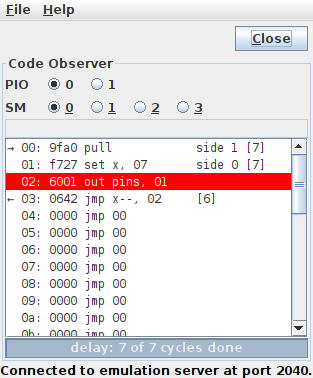 File Help
Close
Code Observer
PIO 0 1
SM 0 1 2 3
→ 00: 9fa0 pull side 1 [7]
01: f727 set x, 07 side 0 [7]
02: 6001 out pins, 01
← 03: 0642 jmp x--, 02 [6]
04: 0000 jmp 00
05: 0000 jmp 00
06: 0000 jmp 00
07: 0000 jmp 00
08: 0000 jmp 00
09: 0000 jmp 00
0a: 0000 jmp 00
0b: 0000 jmp 00
delay: 7 of 7 cycles done
Connected to emulation server at port 2040.